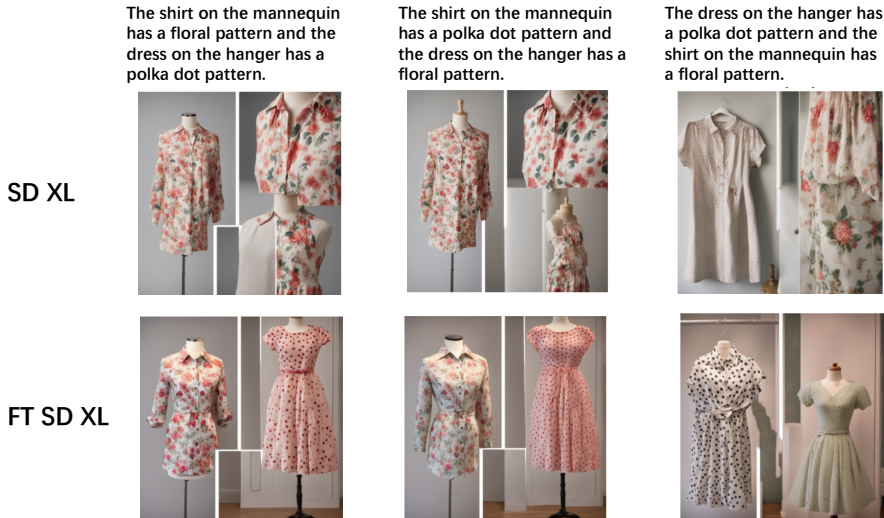 The shirt on the mannequin
has a floral pattern and the
dress on the hanger has a
polka dot pattern.
The shirt on the mannequin
has a polka dot pattern and
the dress on the hanger has a
floral pattern.
The dress on the hanger has
a polka dot pattern and the
shirt on the mannequin has
a floral pattern.
SD XL
FT SD XL